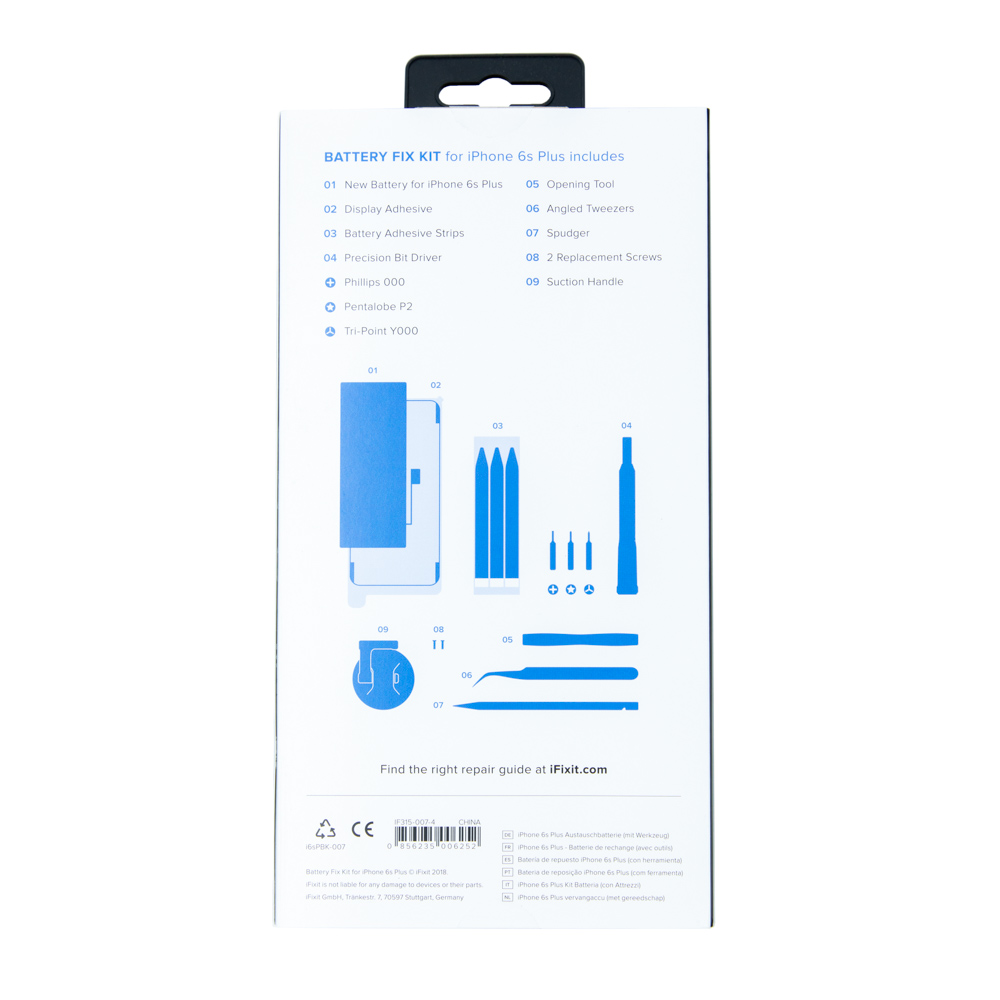 BATTERY FIX KIT for iPhone 6s Plus includes
01 New Battery for iPhone 6s Plus
02 Display Adhesive
03 Battery Adhesive Strips
04 Precision Bit Driver
Phillips 000
Pentalobe P2
Tri-Point Y000
05 Opening Tool
06 Angled Tweezers
07 Spudger
08 2 Replacement Screws
09 Suction Handle
01
02
03
04
09
08
05
06
07
Find the right repair guide at iFixit.com
CE
i6sPBK-007
IF315-007-4 CHINA
0 856235 006252
Battery Fix Kit for iPhone 6s Plus © iFixit 2018.
iFixit is not liable for any damage to devices or their parts.
iFixit GmbH, Tränkestr. 7, 70597 Stuttgart, Germany
DE iPhone 6s Plus Austauschbatterie (mit Werkzeug)
FR iPhone 6s Plus - Batterie de rechange (avec outils)
ES Batería de repuesto iPhone 6s Plus (con herramienta)
PT Bateria de reposição iPhone 6s Plus (com ferramenta)
IT iPhone 6s Plus Kit Batteria (con Attrezzi)
NL iPhone 6s Plus vervangaccu (met gereedschap)